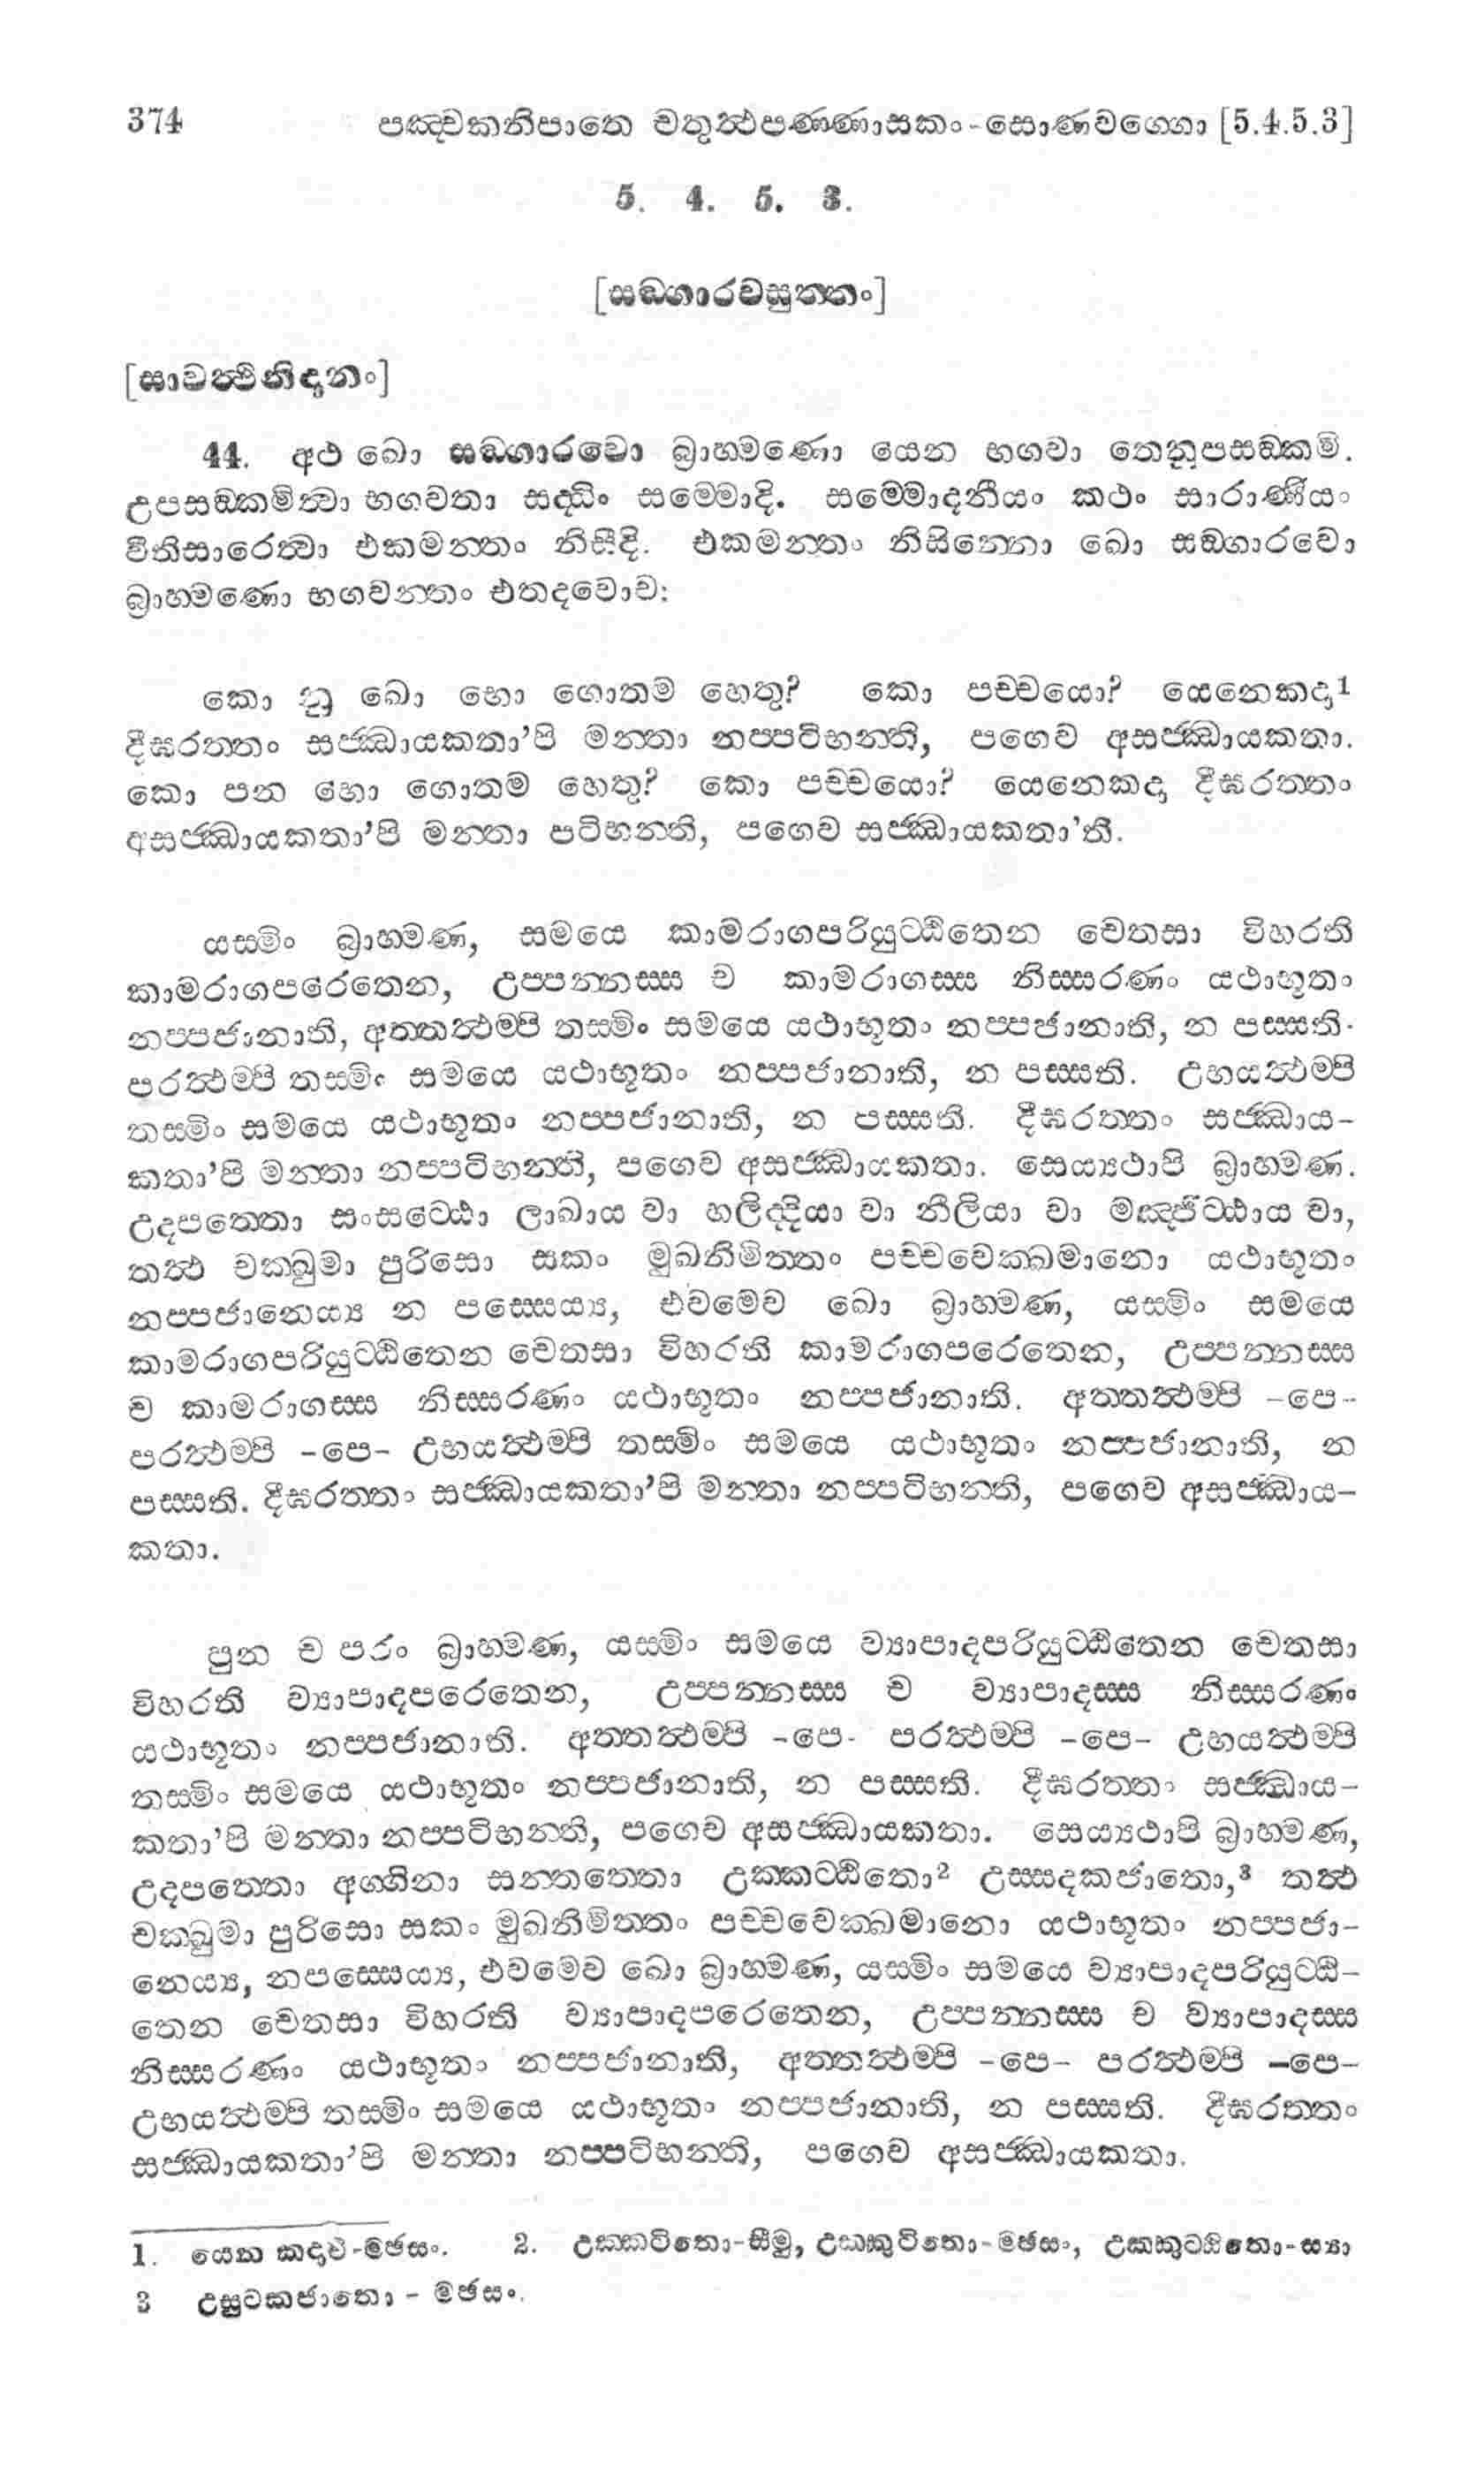 374 පඤ්චකනිපාතෙ චතුත්ථපණ්ණාසකං-සොණවග්ගො [5.4.5.3]
5. 4. 5. 3.
[සඞ්ගාරවසුත්තං]
[සාවත්ථිනිදානං]
44. අථ ඛො සඞ්ගාරවො බ්‍රාහ්මණො යෙන භගවා තෙනුපසඞ්කමි.
උපසඞ්කමිත්වා භගවතා සද්ධිං සම්මොදි. සම්මොදනීයං කථං සාරාණීයං
වීතිසාරෙත්වා එකමන්තං නිසීදි. එකමන්තං නිසින්නො ඛො සඞ්ගාරවො
බ්‍රාහ්මණො භගවන්තං එතදවොච:
කො නු ඛො භො ගොතම හෙතු? කො පච්චයො? යෙනෙකදා1
දීඝරත්තං සජ්ඣායකතා'පි මන්තා නප්පටිභන්ති, පගෙව අසජ්ඣායකතා.
කො පන භො ගොතම හෙතු? කො පච්චයො? යෙනෙකදා දීඝරත්තං
අසජ්ඣායකතා'පි මන්තා පටිභන්ති, පගෙව සජ්ඣායකතා'ති.
යස්මිං බ්‍රාහ්මණ, සමයෙ කාමරාගපරියුට්ඨිතෙන චෙතසා විහරති
කාමරාගපරෙතෙන, උප්පන්නස්ස ච කාමරාගස්ස නිස්සරණං යථාභූතං
නප්පජානාති, අත්තත්ථම්පි තස්මිං සමයෙ යථාභූතං නප්පජානාති, න පස්සති.
පරත්ථම්පි තස්මිං සමයෙ යථාභූතං නප්පජානාති, න පස්සති. උභයත්ථම්පි
තස්මිං සමයෙ යථාභූතං නප්පජානාති, න පස්සති. දීඝරත්තං සජ්ඣාය-
කතා'පි මන්තා නප්පටිභන්ති, පගෙව අසජ්ඣායකතා. සෙය්‍යථාපි බ්‍රාහ්මණ.
උදපත්තො සංසට්ඨො ලාඛාය වා හලිද්දියා වා නීලියා වා මඤ්ජිට්ඨාය වා,
තත්ථ චක්ඛුමා පුරිසො සකං මුඛනිමිත්තං පච්චවෙක්ඛමානො යථාභූතං
නප්පජානෙය්‍ය න පස්සෙය්‍ය, එවමෙව ඛො බ්‍රාහ්මණ, යස්මිං සමයෙ
කාමරාගපරියුට්ඨිතෙන චෙතසා විහරති කාමරාගපරෙතෙන, උප්පන්නස්ස
ච කාමරාගස්ස නිස්සරණං යථාභූතං නප්පජානාති. අත්තත්ථම්පි -පෙ-
පරත්ථම්පි -පෙ- උභයත්ථම්පි තස්මිං සමයෙ යථාභූතං නප්පජානාති, න
පස්සති. දීඝරත්තං සජ්ඣායකතා'පි මන්තා නප්පටිභන්ති, පගෙව අසජ්ඣාය-
කතා.
පුන ච පරං බ්‍රාහ්මණ, යස්මිං සමයෙ ව්‍යාපාදපරියුට්ඨිතෙන චෙතසා
විහරති ව්‍යාපාදපරෙතෙන, උප්පන්නස්ස ච ව්‍යාපාදස්ස නිස්සරණං
යථාභූතං නප්පජානාති. අත්තත්ථම්පි -පෙ- පරත්ථම්පි -පෙ- උභයත්ථම්පි
තස්මිං සමයෙ යථාභූතං නප්පජානාති, න පස්සති. දීඝරත්තං සජ්ඣාය-
කතා'පි මන්තා නප්පටිභන්ති, පගෙව අසජ්ඣායකතා. සෙය්‍යථාපි බ්‍රාහ්මණ,
උදපත්තො අග්ගිනා සන්තත්තො උක්කට්ඨිතො2 උස්සදකජාතො,3 තත්ථ
චක්ඛුමා පුරිසො සකං මුඛනිමිත්තං පච්චවෙක්ඛමානො යථාභූතං නප්පජා-
නෙය්‍ය, නපස්සෙය්‍ය, එවමෙව ඛො බ්‍රාහ්මණ, යස්මිං සමයෙ ව්‍යාපාදපරියුට්ඨි-
තෙන චෙතසා විහරති ව්‍යාපාදපරෙතෙන, උප්පන්නස්ස ච ව්‍යාපාදස්ස
නිස්සරණං යථාභූතං නප්පජානාති, අත්තත්ථම්පි -පෙ- පරත්ථම්පි -පෙ-
උභයත්ථම්පි තස්මිං සමයෙ යථාභූතං නප්පජානාති, න පස්සති. දීඝරත්තං
සජ්ඣායකතා'පි මන්තා නප්පටිභන්ති, පගෙව අසජ්ඣායකතා.
1. යෙන කදාචි-මඡසං. 2. උක්කටිතො-සීමු, උක්කුටිතො-මඡසං, උක්කුට්ඨිතො-ස්‍යා
3 උසුටකජාතො - මඡසං.